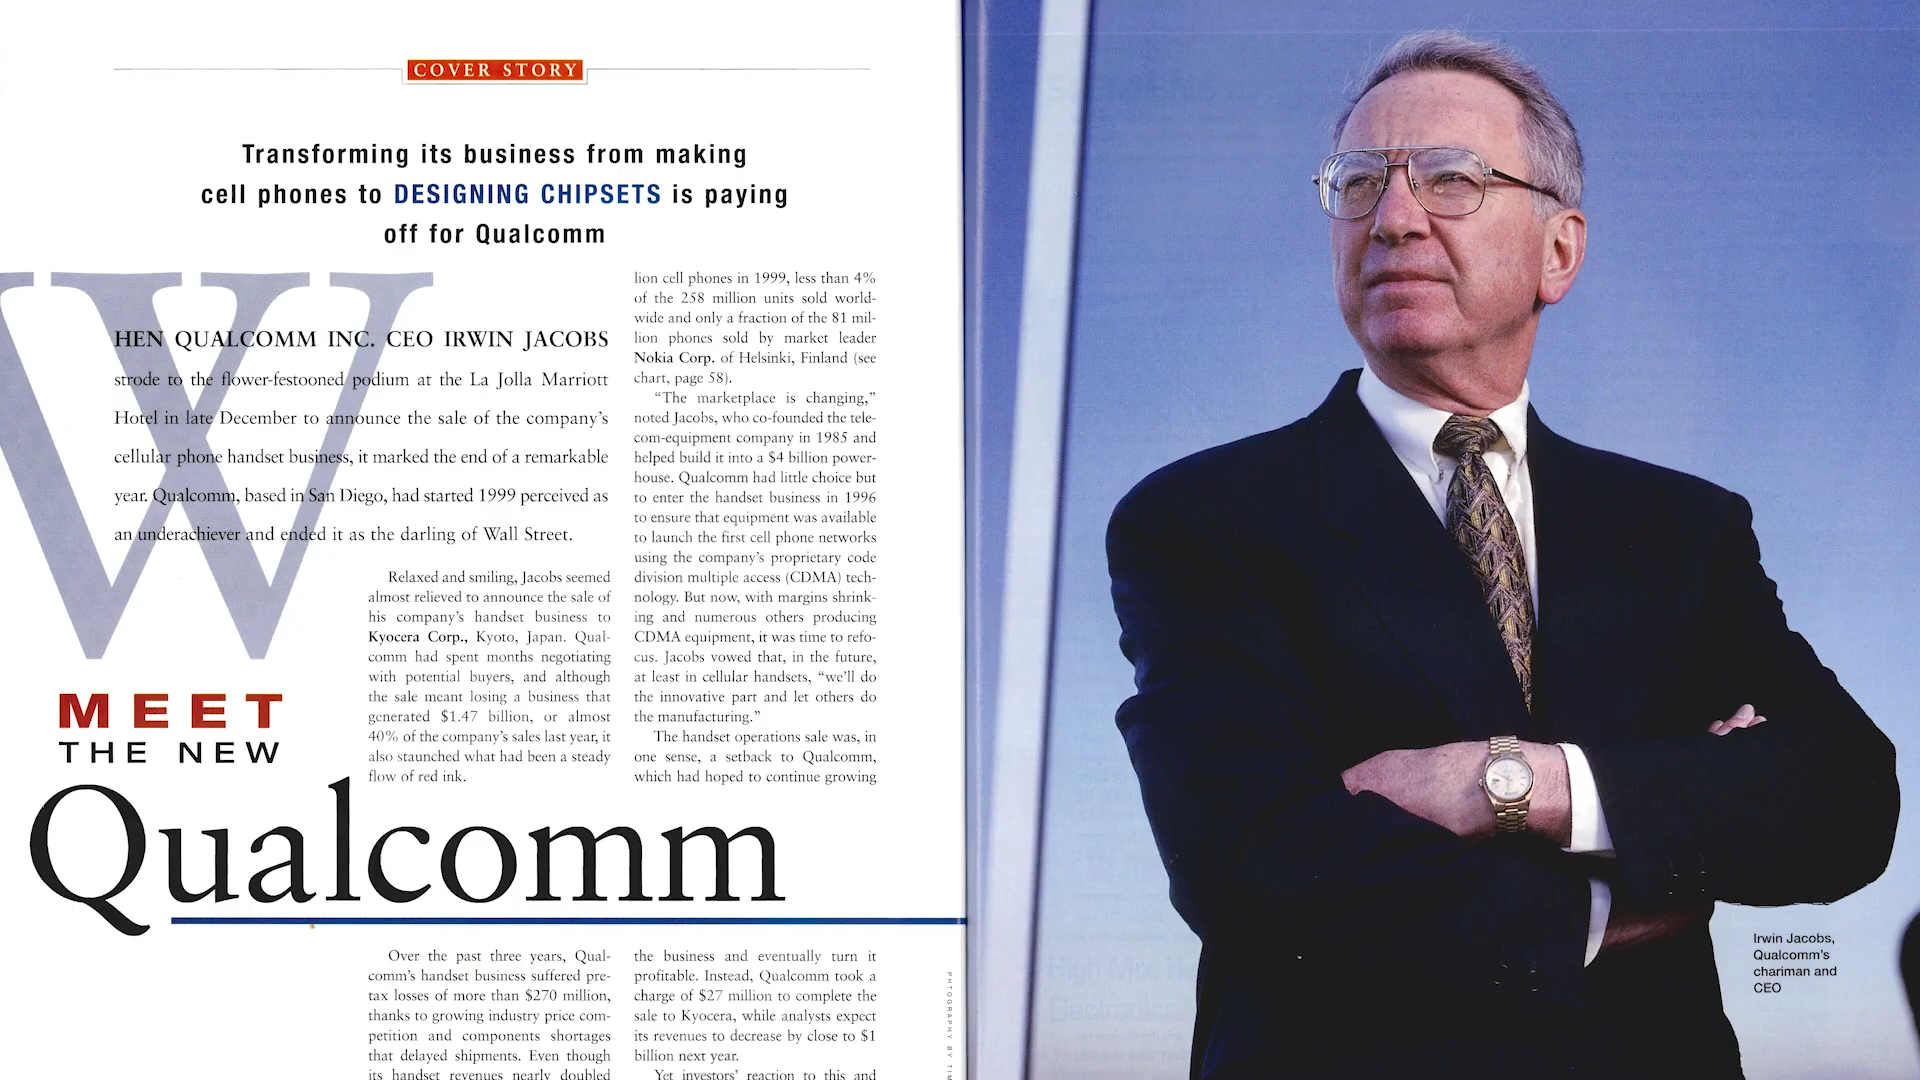 COVER STORY
Transforming its business from making
cell phones to DESIGNING CHIPSETS is paying
off for Qualcomm
W
HEN QUALCOMM INC. CEO IRWIN JACOBS
strode to the flower-festooned podium at the La Jolla Marriott
Hotel in late December to announce the sale of the company's
cellular phone handset business, it marked the end of a remarkable
year. Qualcomm, based in San Diego, had started 1999 perceived as
an underachiever and ended it as the darling of Wall Street.
Relaxed and smiling, Jacobs seemed
almost relieved to announce the sale of
his company's handset business to
Kyocera Corp., Kyoto, Japan. Qual-
comm had spent months negotiating
with potential buyers, and although
the sale meant losing a business that
generated $1.47 billion, or almost
40% of the company's sales last year, it
also staunched what had been a steady
flow of red ink.
lion cell phones in 1999, less than 4%
of the 258 million units sold world-
wide and only a fraction of the 81 mil-
lion phones sold by market leader
Nokia Corp. of Helsinki, Finland (see
chart, page 58).
"The marketplace is changing,"
noted Jacobs, who co-founded the tele-
com-equipment company in 1985 and
helped build it into a $4 billion power-
house. Qualcomm had little choice but
to enter the handset business in 1996
to ensure that equipment was available
to launch the first cell phone networks
using the company's proprietary code
division multiple access (CDMA) tech-
nology. But now, with margins shrink-
ing and numerous others producing
CDMA equipment, it was time to refo-
cus. Jacobs vowed that, in the future,
at least in cellular handsets, "we'll do
the innovative part and let others do
the manufacturing."
The handset operations sale was, in
one sense, a setback to Qualcomm,
which had hoped to continue growing
MEET
THE NEW
Qualcomm
Over the past three years, Qual-
comm's handset business suffered pre-
tax losses of more than $270 million,
thanks to growing industry price com-
petition and components shortages
that delayed shipments. Even though
its handset revenues nearly doubled
the business and eventually turn it
profitable. Instead, Qualcomm took a
charge of $27 million to complete the
sale to Kyocera, while analysts expect
its revenues to decrease by close to $1
billion next year.
Yet investors' reaction to this and
PHTOGRAPHY BY TIM
Irwin Jacobs,
Qualcomm's
chariman and
CEO